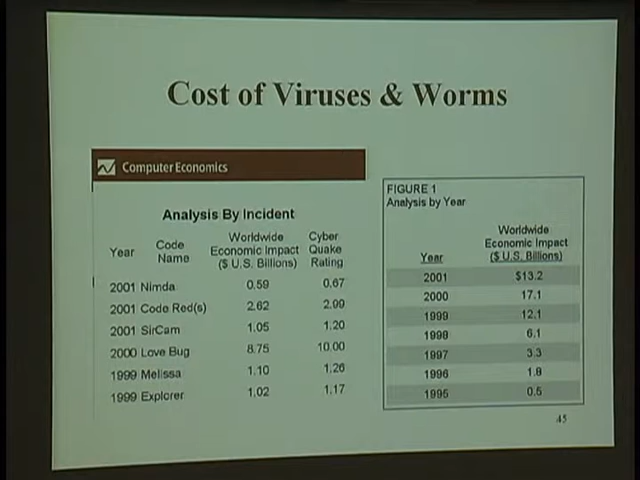 Cost of Viruses & Worms
Computer Economics
Analysis By Incident
Year Code Name Worldwide Economic Impact ($ U.S. Billions) Cyber Quake Rating
2001 Nimda 0.59 0.67
2001 Code Red(s) 2.62 2.99
2001 SirCam 1.05 1.20
2000 Love Bug 8.75 10.00
1999 Melissa 1.10 1.26
1999 Explorer 1.02 1.17
FIGURE 1
Analysis by Year
Year Worldwide Economic Impact ($ U.S. Billions)
2001 $13.2
2000 17.1
1999 12.1
1998 6.1
1997 3.3
1996 1.8
1995 0.5
45